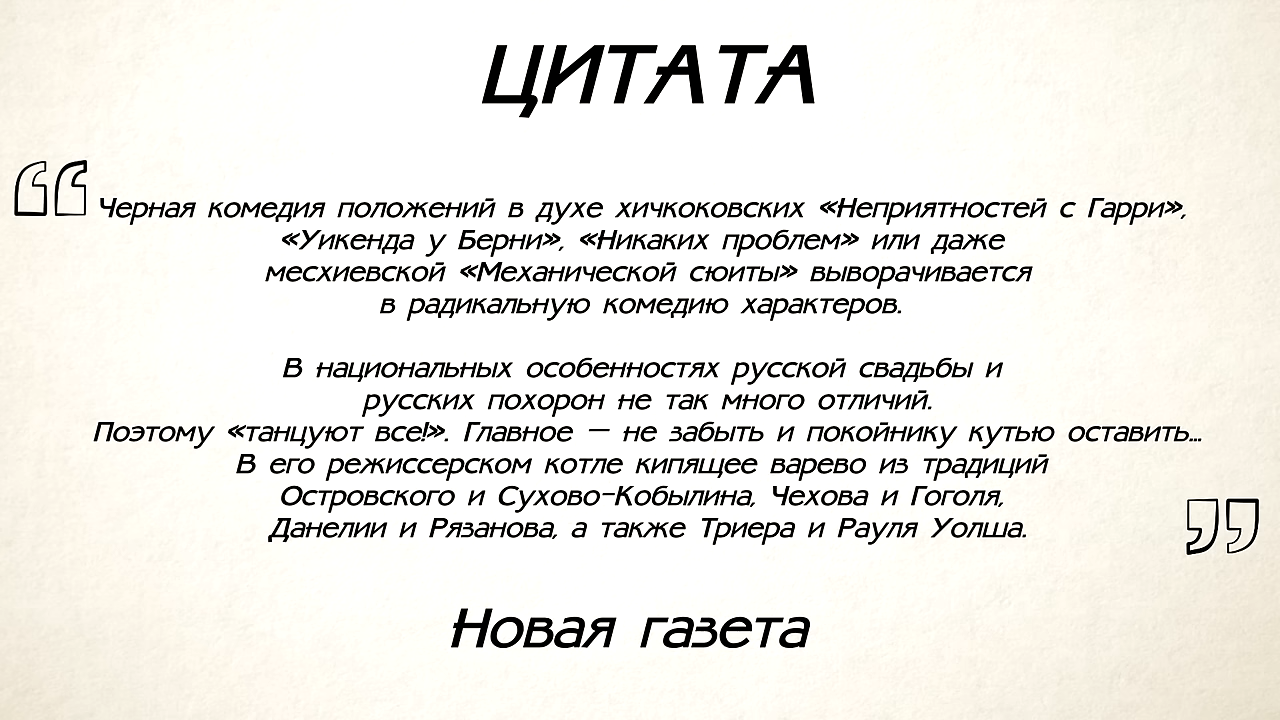 ЦИТАТА
“ Черная комедия положений в духе хичкоковских «Неприятностей с Гарри»,
«Уикенда у Берни», «Никаких проблем» или даже
месхиевской «Механической сюиты» выворачивается
в радикальную комедию характеров.
В национальных особенностях русской свадьбы и
русских похорон не так много отличий.
Поэтому «танцуют все!». Главное — не забыть и покойнику кутью оставить...
В его режиссерском котле кипящее варево из традиций
Островского и Сухово-Кобылина, Чехова и Гоголя,
Данелии и Рязанова, а также Триера и Рауля Уолша. ”
Новая газета